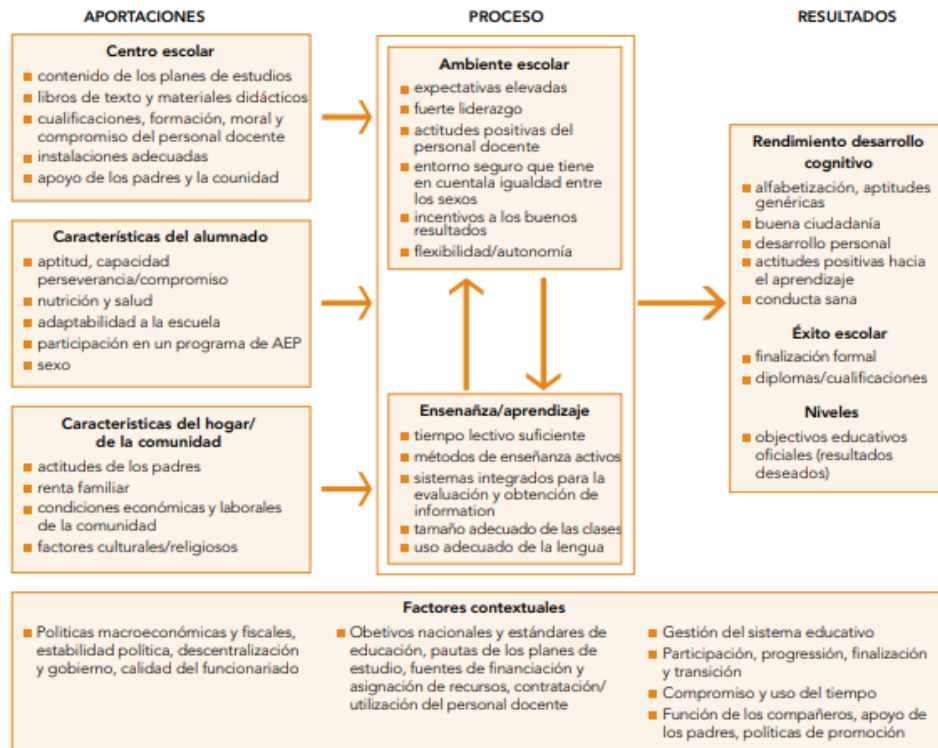 APORTACIONES
Centro escolar
contenido de los planes de estudios
libros de texto y materiales didácticos
cualificaciones, formación, moral y
compromiso del personal docente
instalaciones adecuadas
apoyo de los padres y la counidad
Característícas del alumnado
aptitud, capacidad
perseverancia/compromiso
nutrición y salud
adaptabilidad a la escuela
participación en un programa de AEP
sexo
Caracteristicas del hogar/
de la comunidad
actitudes de los padres
renta familiar
condiciones económicas y laborales
de la comunidad
factores culturales/religiosos
PROCESO
Ambiente escolar
expectativas elevadas
fuerte liderazgo
actitudes positivas del
personal docente
entorno seguro que tiene
en cuentala igualdad entre
los sexos
incentivos a los buenos
resultados
flexibilidad/autonomía
Ensenañza/aprendizaje
tiempo lectivo suficiente
métodos de enseñanza activos
sistemas integrados para la
evaluación y obtención de
information
tamaño adecuado de las clases
uso adecuado de la lengua
RESULTADOS
Rendimiento desarrollo
cognitivo
alfabetización, aptitudes
genéricas
buena ciudadanía
desarrollo personal
actitudes positivas hacia
el aprendizaje
conducta sana
Éxito escolar
finalización formal
diplomas/cualificaciones
Niveles
objectivos educativos
oficiales (resultados
deseados)
Factores contextuales
Politicas macroeconómicas y fiscales,
estabilidad política, descentralización
y gobierno, calidad del funcionariado
Obetivos nacionales y estándares de
educación, pautas de los planes de
estudio, fuentes de financiación y
asignación de recursos, contratación/
utilización del personal docente
Gestión del sistema educativo
Participación, progressión, finalización
y transición
Compromiso y uso del tiempo
Función de los compañeros, apoyo de
los padres, políticas de promoción